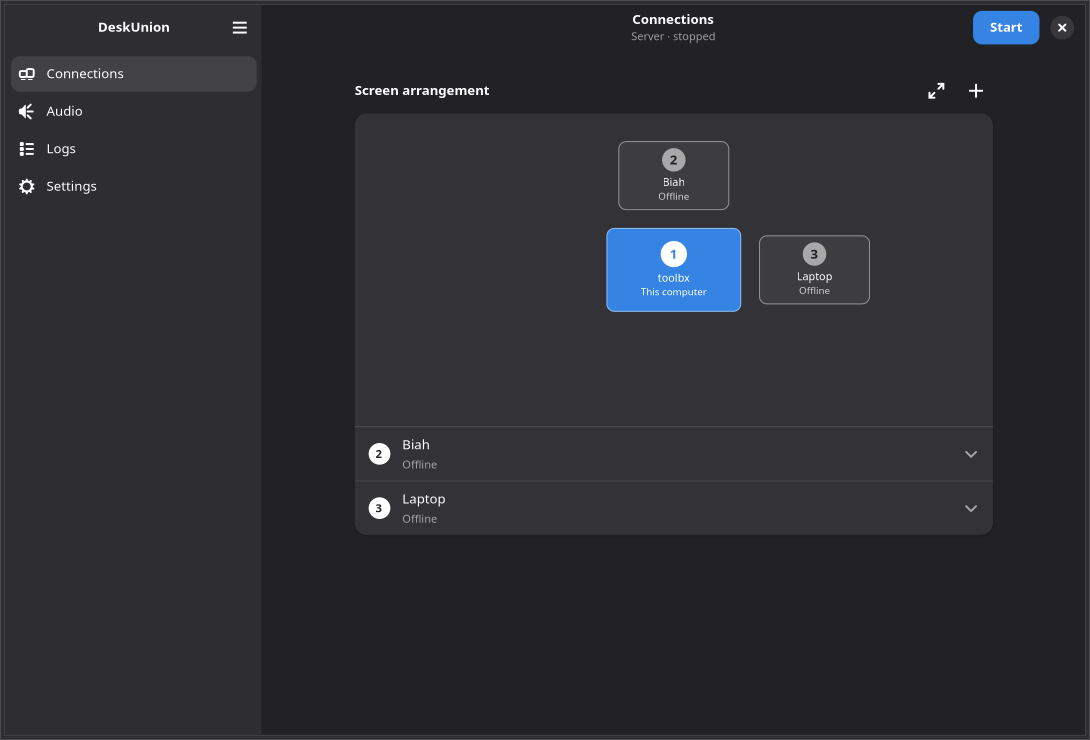 DeskUnion
Connections
Audio
Logs
Settings
Connections
Server · stopped
Start
Screen arrangement
2
Biah
Offline
1
toolbx
This computer
3
Laptop
Offline
2
Biah
Offline
3
Laptop
Offline